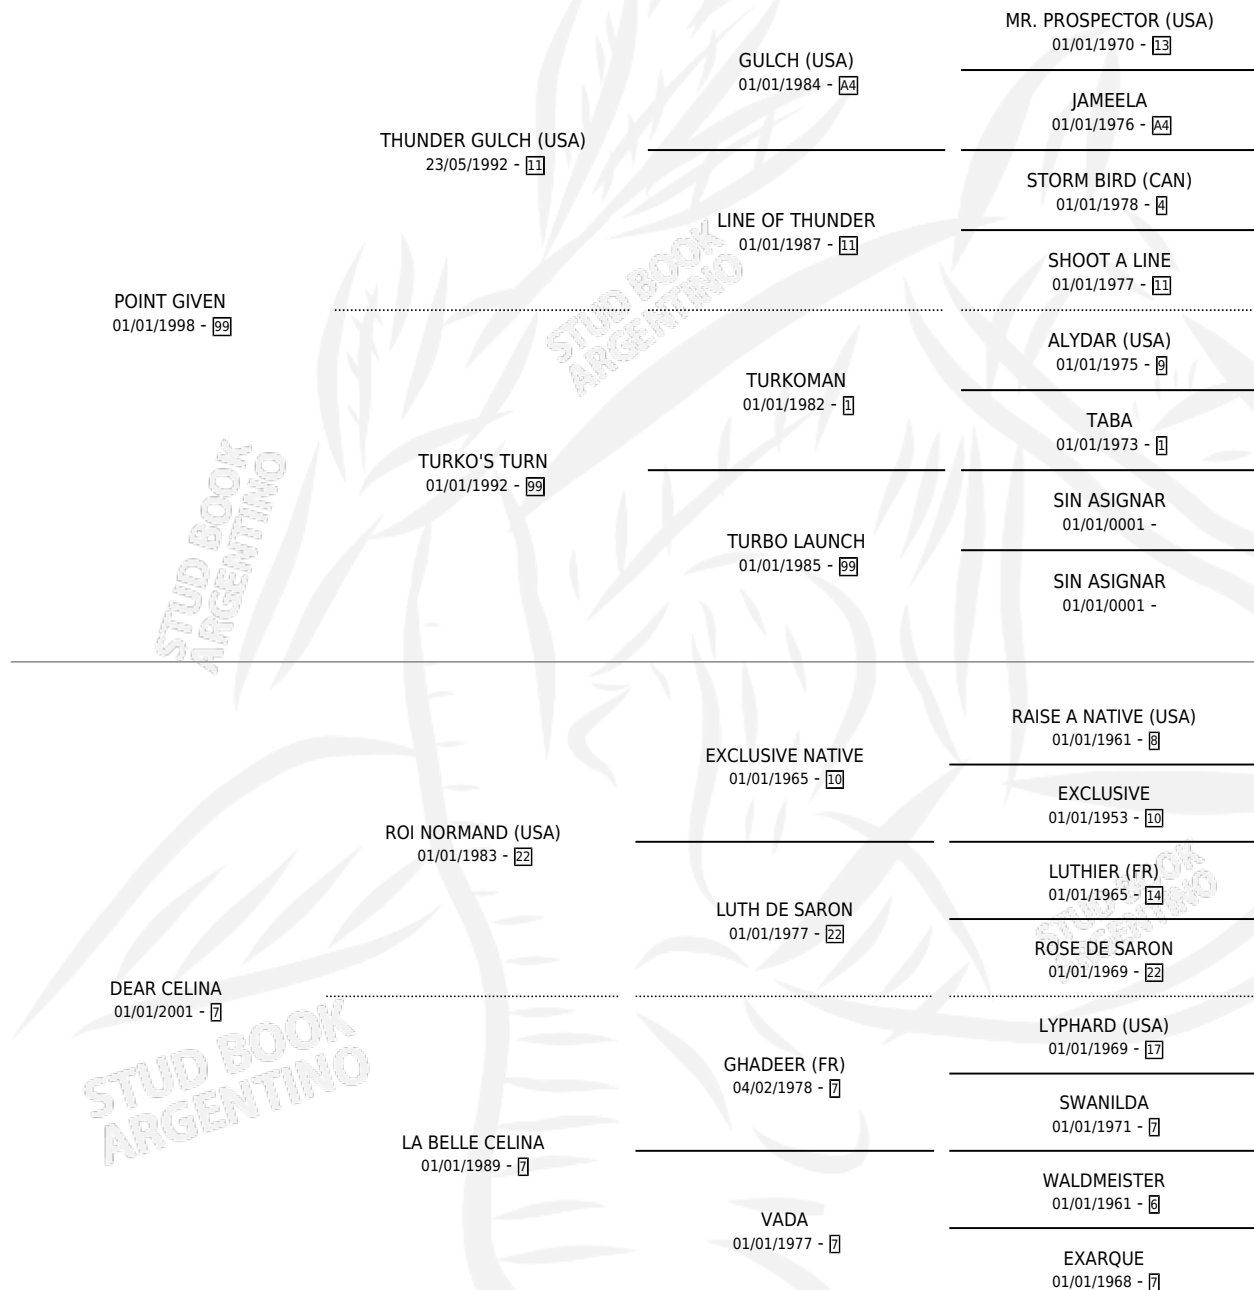 MR. PROSPECTOR (USA)
01/01/1970 - 13
GULCH (USA)
01/01/1984 - A4
JAMEELA
01/01/1976 - A4
THUNDER GULCH (USA)
23/05/1992 - 11
STORM BIRD (CAN)
01/01/1978 - 4
LINE OF THUNDER
01/01/1987 - 11
SHOOT A LINE
01/01/1977 - 11
POINT GIVEN
01/01/1998 - 99
ALYDAR (USA)
01/01/1975 - 9
TURKOMAN
01/01/1982 - 1
TABA
01/01/1973 - 1
TURKO'S TURN
01/01/1992 - 99
SIN ASIGNAR
01/01/0001 -
TURBO LAUNCH
01/01/1985 - 99
SIN ASIGNAR
01/01/0001 -
RAISE A NATIVE (USA)
01/01/1961 - 8
EXCLUSIVE NATIVE
01/01/1965 - 10
EXCLUSIVE
01/01/1953 - 10
ROI NORMAND (USA)
01/01/1983 - 22
LUTHIER (FR)
01/01/1965 - 14
LUTH DE SARON
01/01/1977 - 22
ROSE DE SARON
01/01/1969 - 22
DEAR CELINA
01/01/2001 - 7
LYPHARD (USA)
01/01/1969 - 17
GHADEER (FR)
04/02/1978 - 7
SWANILDA
01/01/1971 - 7
LA BELLE CELINA
01/01/1989 - 7
WALDMEISTER
01/01/1961 - 6
VADA
01/01/1977 - 7
EXARQUE
01/01/1968 - 7
STUD BOOK
ARGENTINO
STUD BOOK
ARGENTINO
STUD BOOK
ARGENTINO
STUD BOOK
ARGENTINO